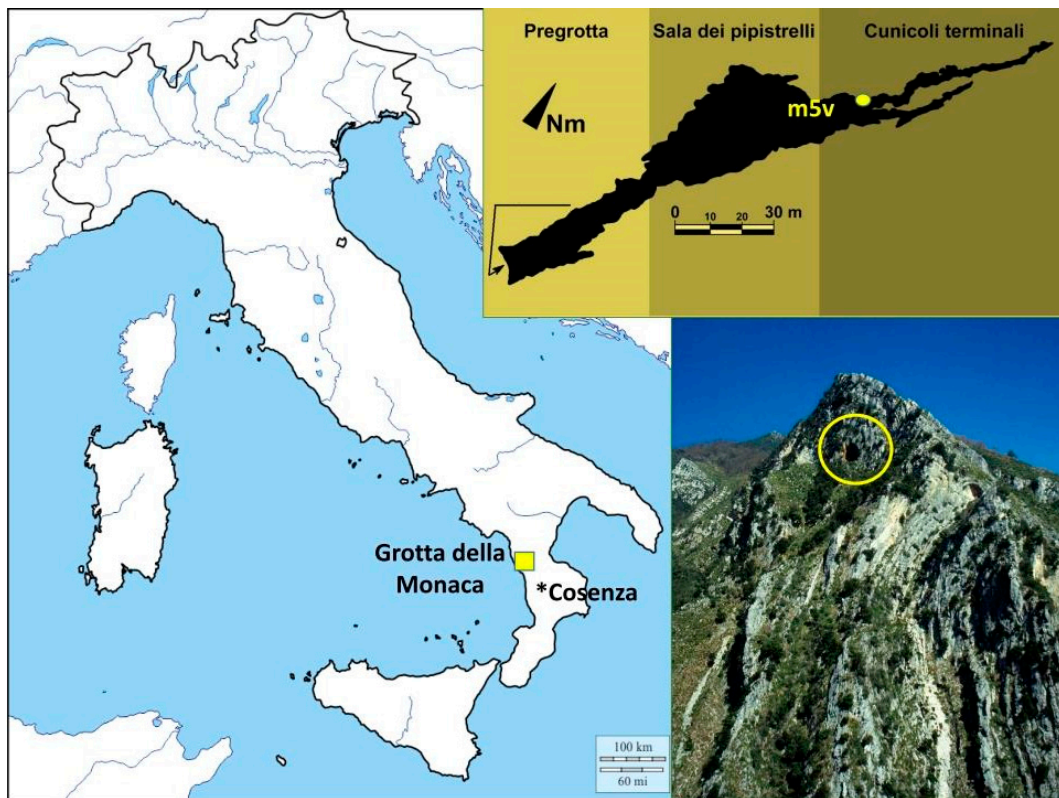 Pregrotta
Sala dei pipistrelli
Cunicoli terminali
Nm
m5v
0 10 20 30 m
Grotta della
Monaca
*Cosenza
100 km
60 mi